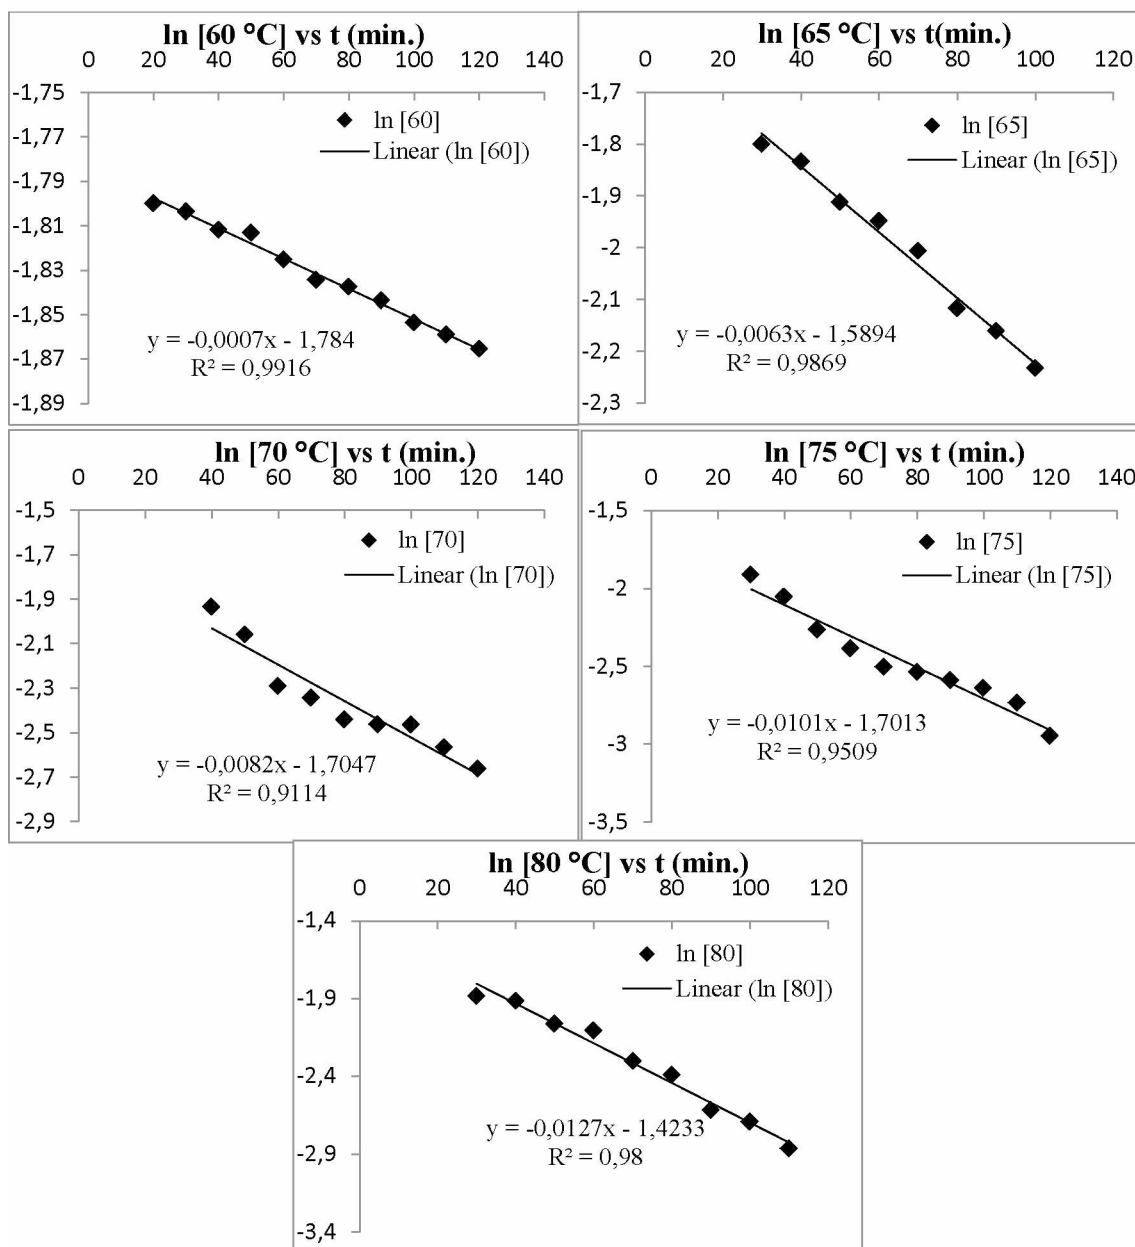 ln [60 °C] vs t (min.)
0 20 40 60 80 100 120 140
-1,75
-1,77
-1,79
-1,81
-1,83
-1,85
-1,87
-1,89
ln [60]
Linear (ln [60])
y = -0,0007x - 1,784
R² = 0,9916
ln [65 °C] vs t(min.)
0 20 40 60 80 100 120
-1,7
-1,8
-1,9
-2
-2,1
-2,2
-2,3
ln [65]
Linear (ln [65])
y = -0,0063x - 1,5894
R² = 0,9869
ln [70 °C] vs t (min.)
0 20 40 60 80 100 120 140
-1,5
-1,7
-1,9
-2,1
-2,3
-2,5
-2,7
-2,9
ln [70]
Linear (ln [70])
y = -0,0082x - 1,7047
R² = 0,9114
ln [75 °C] vs t (min.)
0 20 40 60 80 100 120 140
-1,5
-2
-2,5
-3
-3,5
ln [75]
Linear (ln [75])
y = -0,0101x - 1,7013
R² = 0,9509
ln [80 °C] vs t (min.)
0 20 40 60 80 100 120
-1,4
-1,9
-2,4
-2,9
-3,4
ln [80]
Linear (ln [80])
y = -0,0127x - 1,4233
R² = 0,98